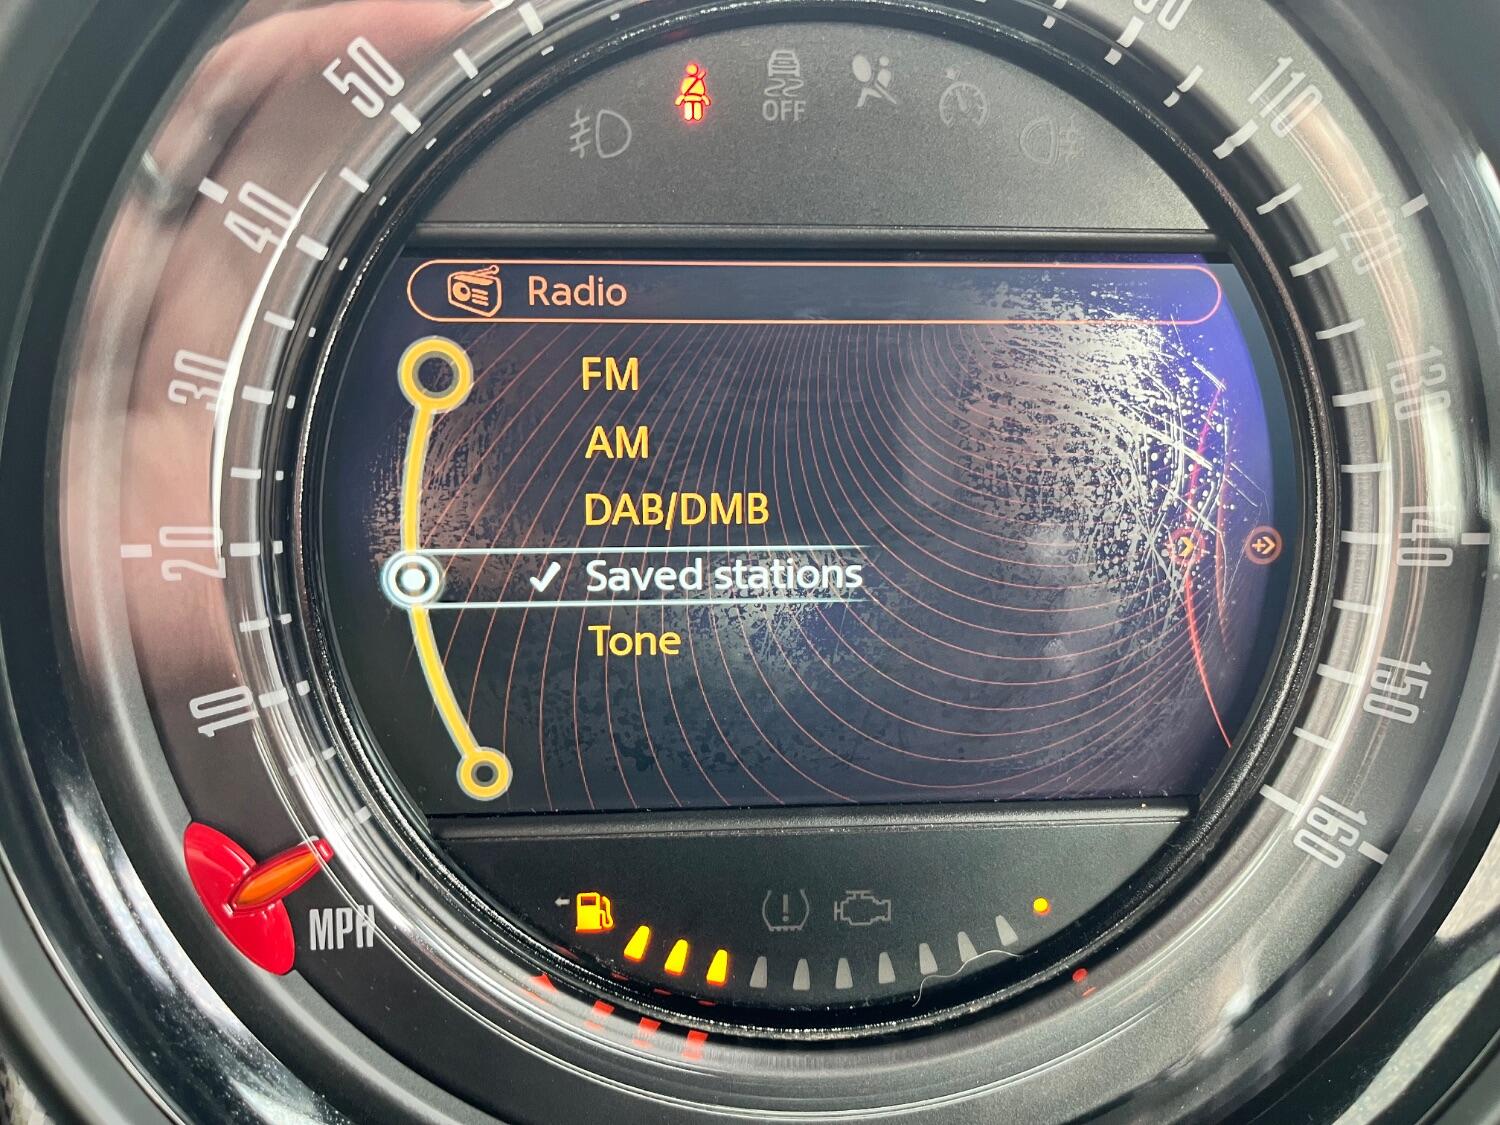 50
40
30
20
10
MPH
OFF
110
120
130
140
150
160
Radio
FM
AM
DAB/DMB
Saved stations
Tone